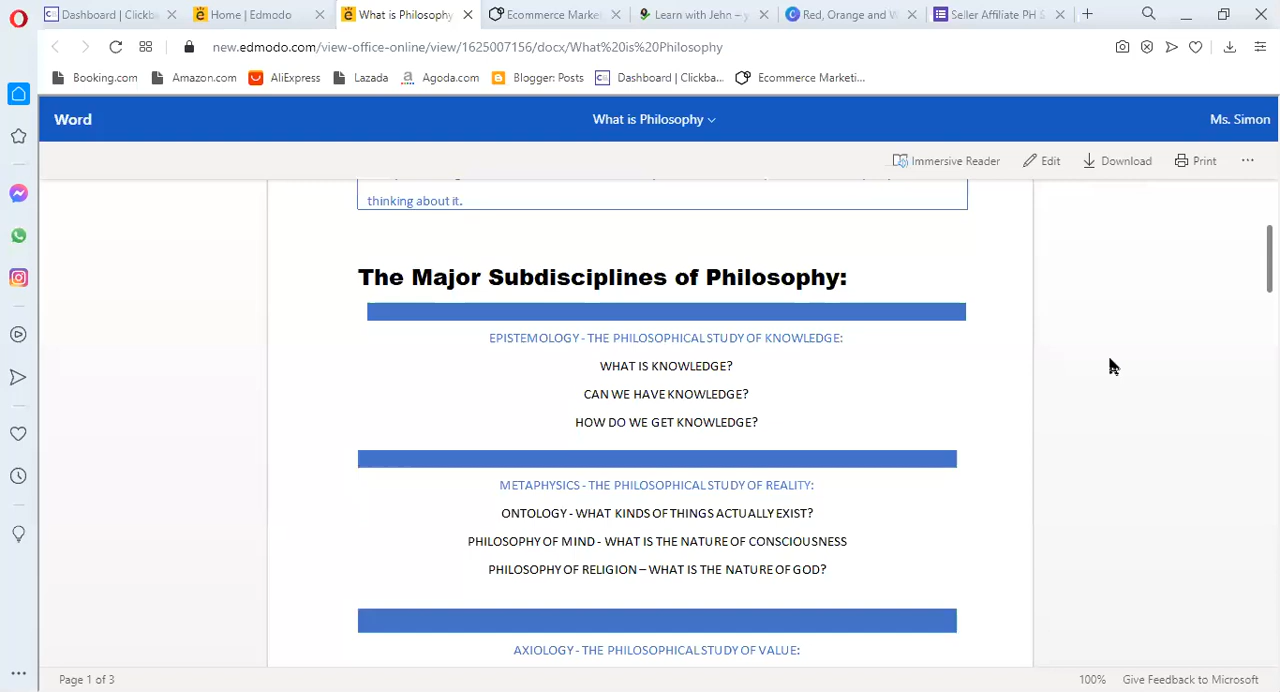 Dashboard | Clickb
Home | Edmodo
What is Philosophy
Ecommerce Market
Learn with Jehn –
Red, Orange and W
Seller Affiliate PH &
new.edmodo.com/view-office-online/view/1625007156/docx/What%20is%20Philosophy
Booking.com
Amazon.com
AliExpress
Lazada
Agoda.com
Blogger: Posts
Dashboard | Clickba...
Ecommerce Marketi...
Word
What is Philosophy
Ms. Simon
Immersive Reader
Edit
Download
Print
thinking about it.
The Major Subdisciplines of Philosophy:
EPISTEMOLOGY - THE PHILOSOPHICAL STUDY OF KNOWLEDGE:
WHAT IS KNOWLEDGE?
CAN WE HAVE KNOWLEDGE?
HOW DO WE GET KNOWLEDGE?
METAPHYSICS - THE PHILOSOPHICAL STUDY OF REALITY:
ONTOLOGY - WHAT KINDS OF THINGS ACTUALLY EXIST?
PHILOSOPHY OF MIND - WHAT IS THE NATURE OF CONSCIOUSNESS
PHILOSOPHY OF RELIGION – WHAT IS THE NATURE OF GOD?
AXIOLOGY - THE PHILOSOPHICAL STUDY OF VALUE:
Page 1 of 3
100%
Give Feedback to Microsoft